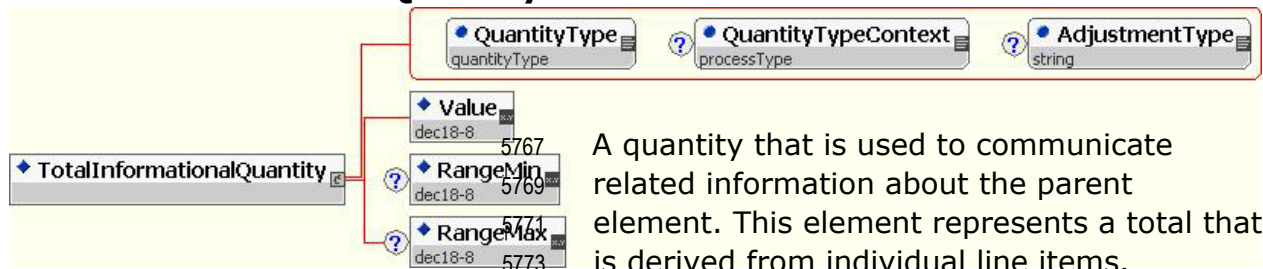 QuantityType
quantityType
? QuantityTypeContext
processType
? AdjustmentType
string
Value
dec18-8
TotalInformationalQuantity
? RangeMin
dec18-8
? RangeMax
dec18-8
5767
5769
5771
5773
A quantity that is used to communicate
related information about the parent
element. This element represents a total that
is derived from individual line items.